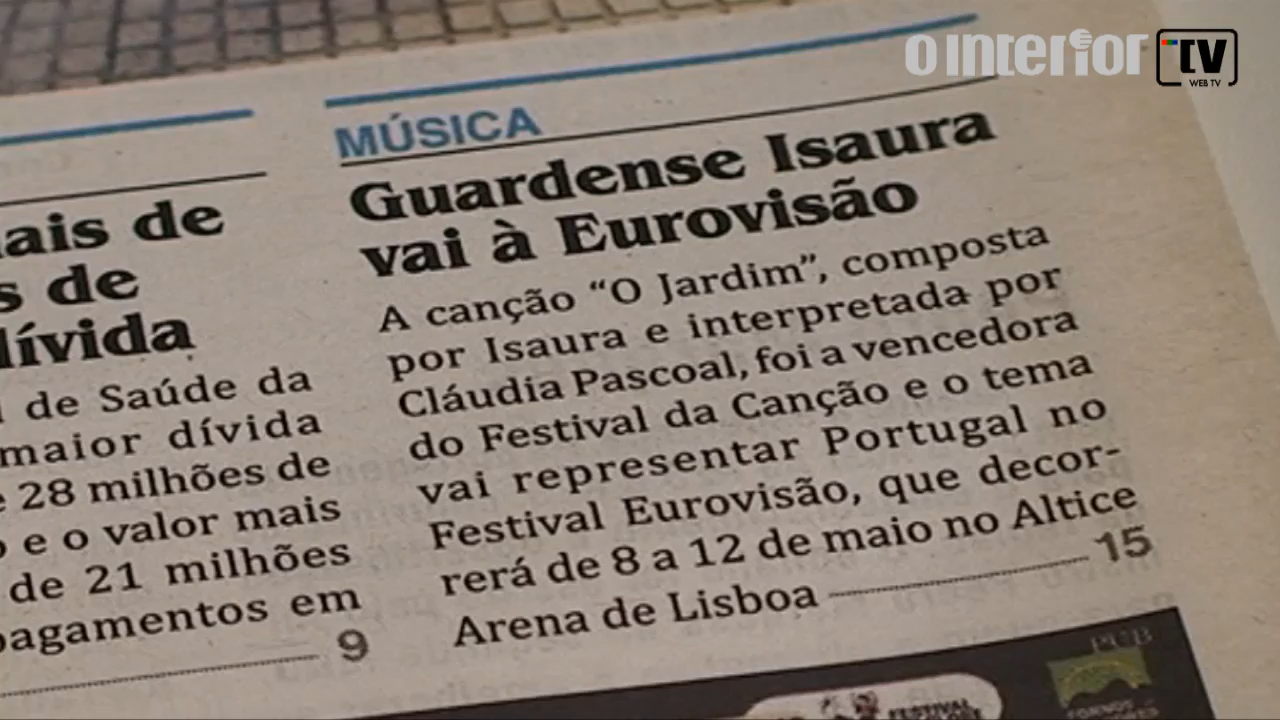 o interior
TV
WEB TV
MÚSICA
Guardense Isaura
vai à Eurovisão
A canção “O Jardim”, composta
por Isaura e interpretada por
Cláudia Pascoal, foi a vencedora
do Festival da Canção e o tema
vai representar Portugal no
Festival Eurovisão, que decor-
rerá de 8 a 12 de maio no Altice
Arena de Lisboa 15
ais de
s de
dívida
de Saúde da
maior dívida
28 milhões de
e o valor mais
de 21 milhões
pagamentos em
9
PUB
FESTIVAL